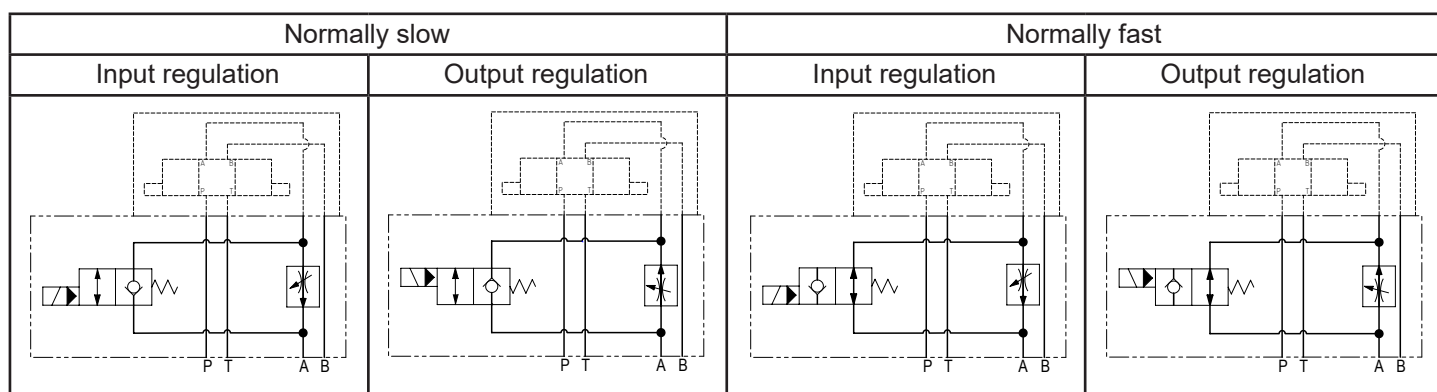 Normally slow
Normally fast
Input regulation
Output regulation
Input regulation
Output regulation
A B
P T
A B
P T
A B
P T
A B
P T
P T A B
P T A B
P T A B
P T A B